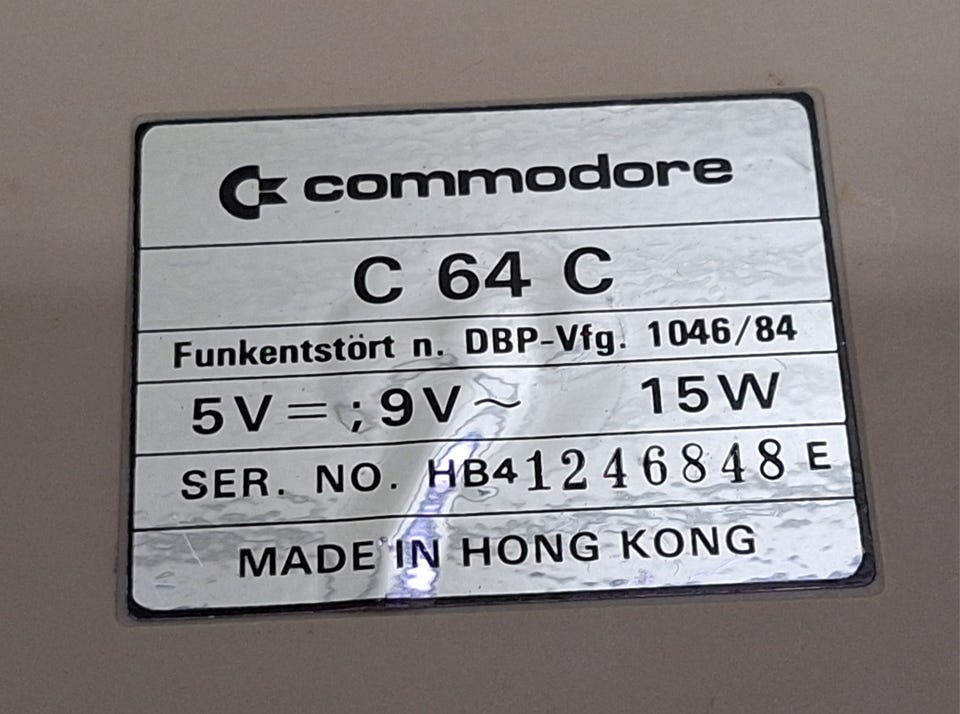 commodore
C 64 C
Funkentstört n. DBP-Vfg. 1046/84
5V⎓;9V~ 15W
SER. NO. HB41246848 E
MADE IN HONG KONG